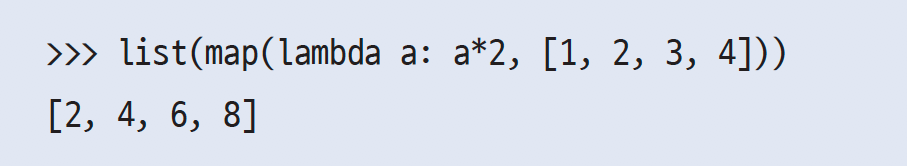 >>> list(map(lambda a: a*2, [1, 2, 3, 4]))
[2, 4, 6, 8]